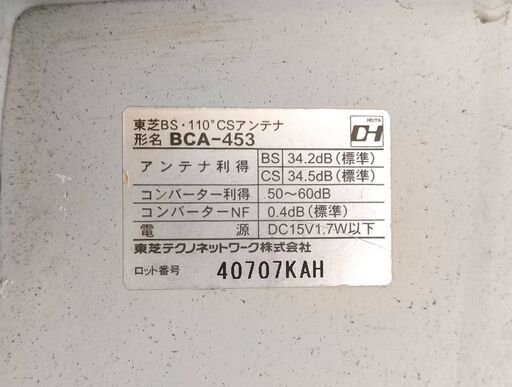 東芝BS・110°CSアンテナ
形名 BCA-453
JEITA
DH
アンテナ利得 BS 34.2dB(標準)
CS 34.5dB(標準)
コンバーター利得 50～60dB
コンバーターNF 0.4dB(標準)
電源 DC15V1.7W以下
東芝テクノネットワーク株式会社
ロット番号 40707KAH